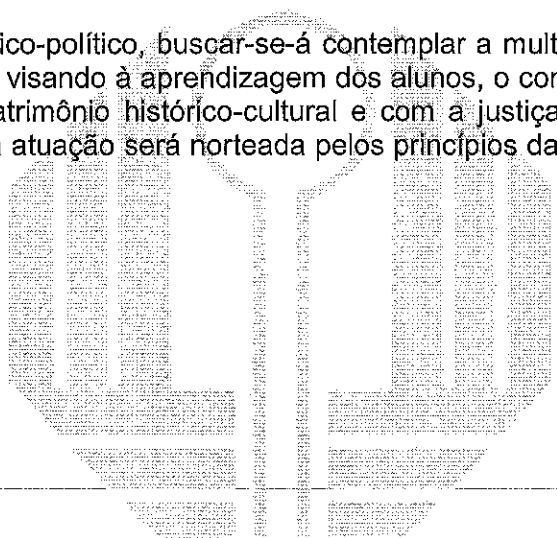 ico-político, buscar-se-á contemplar a mult
visando à aprendizagem dos alunos, o con
atrimônio histórico-cultural e com a justiça
a atuação será norteada pelos princípios da